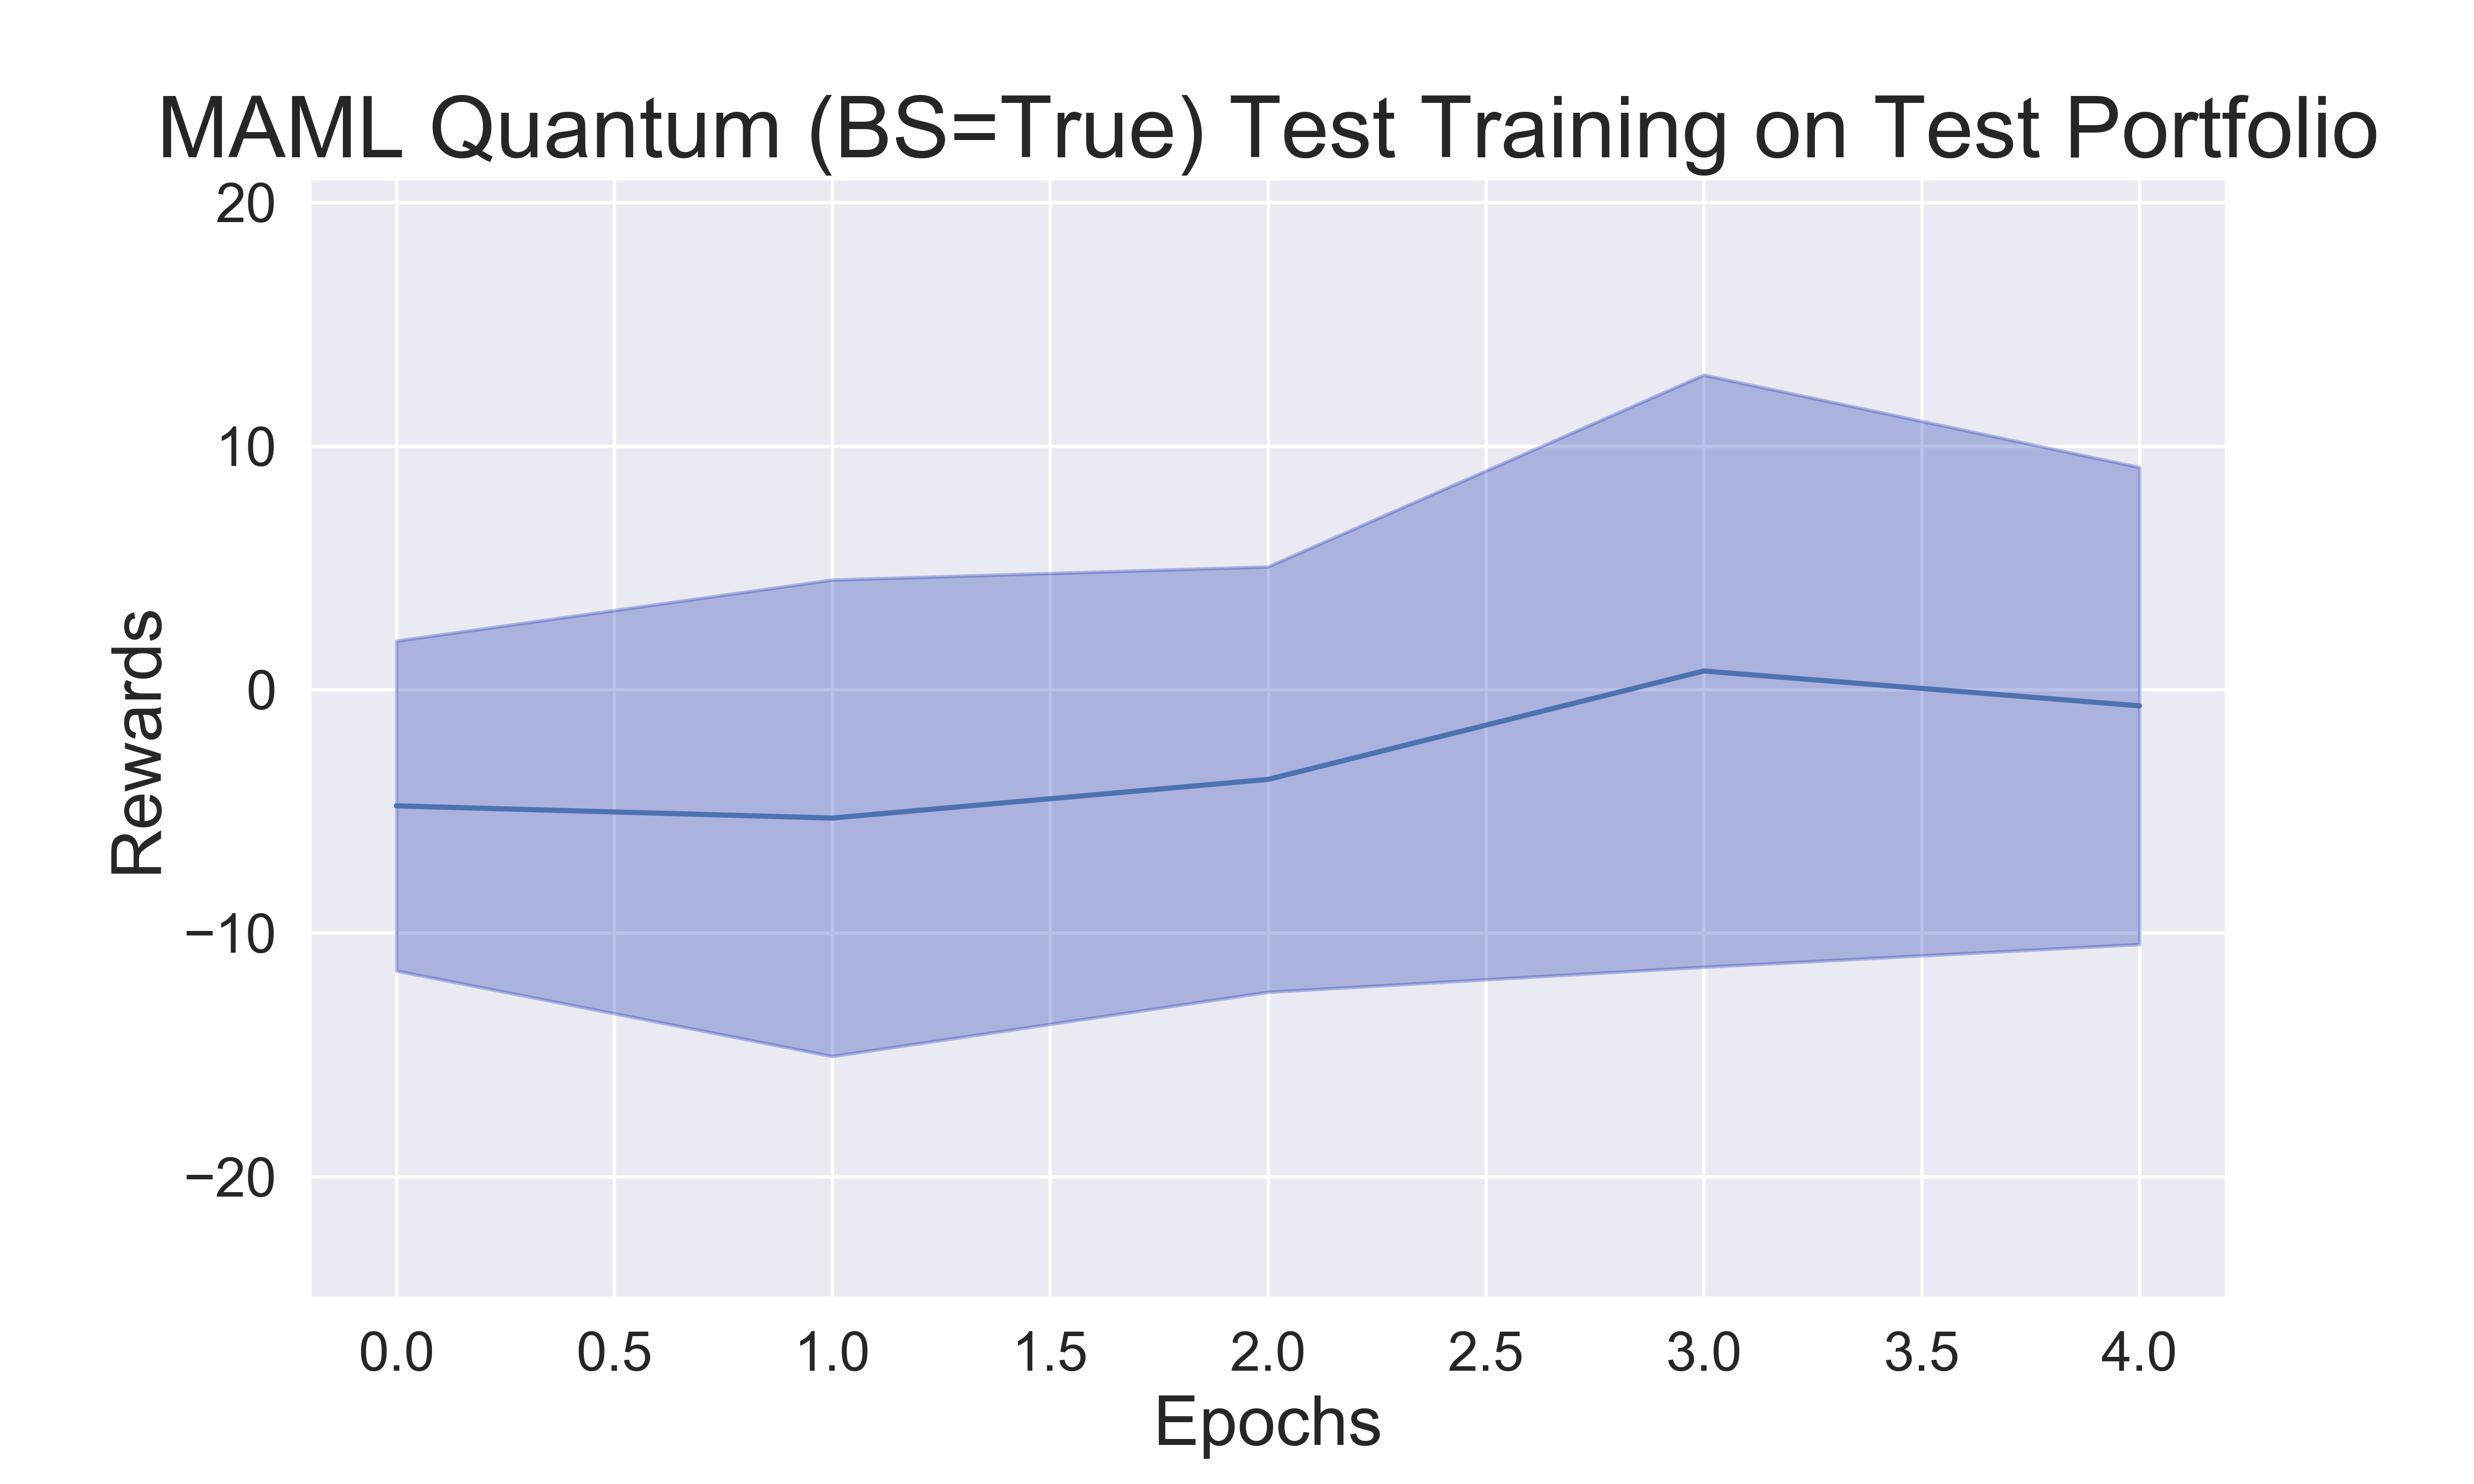 MAML Quantum (BS=True) Test Training on Test Portfolio
20
10
0
−10
−20
Rewards
0.0 0.5 1.0 1.5 2.0 2.5 3.0 3.5 4.0
Epochs